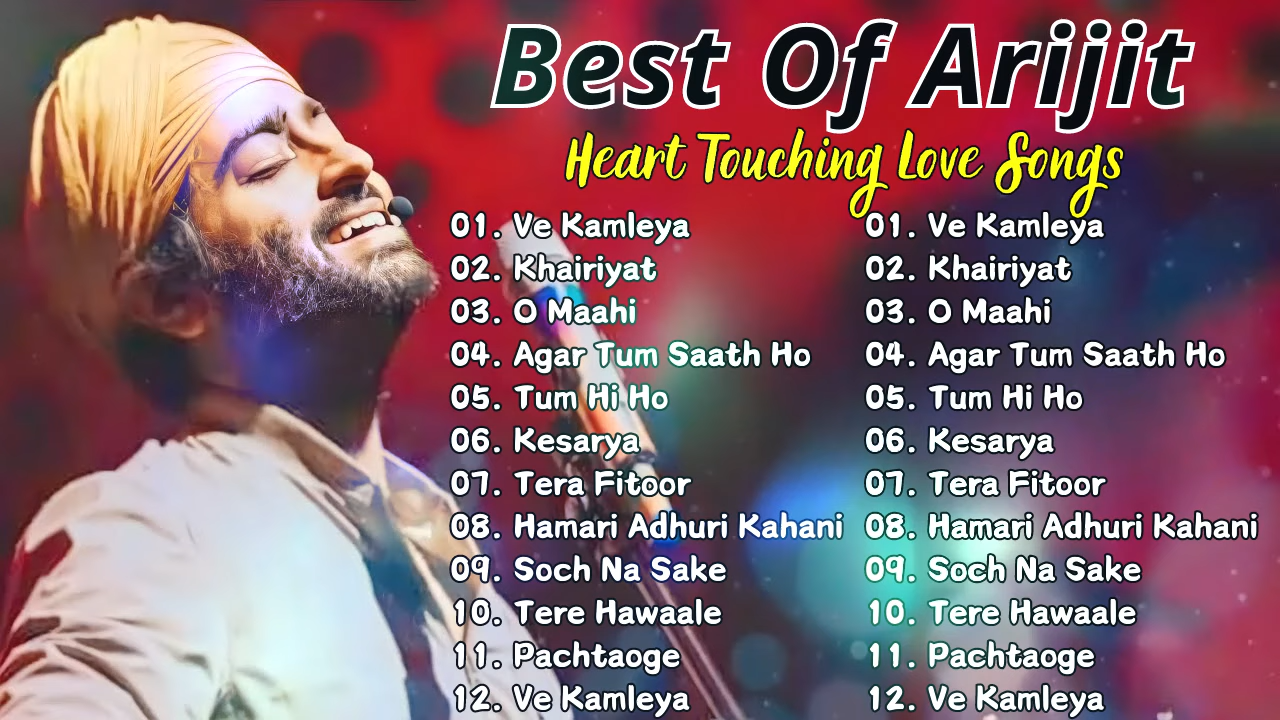 Best Of Arijit
Heart Touching Love Songs
01. Ve Kamleya
02. Khairiyat
03. O Maahi
04. Agar Tum Saath Ho
05. Tum Hi Ho
06. Kesarya
07. Tera Fitoor
08. Hamari Adhuri Kahani
09. Soch Na Sake
10. Tere Hawaale
11. Pachtaoge
12. Ve Kamleya
01. Ve Kamleya
02. Khairiyat
03. O Maahi
04. Agar Tum Saath Ho
05. Tum Hi Ho
06. Kesarya
07. Tera Fitoor
08. Hamari Adhuri Kahani
09. Soch Na Sake
10. Tere Hawaale
11. Pachtaoge
12. Ve Kamleya